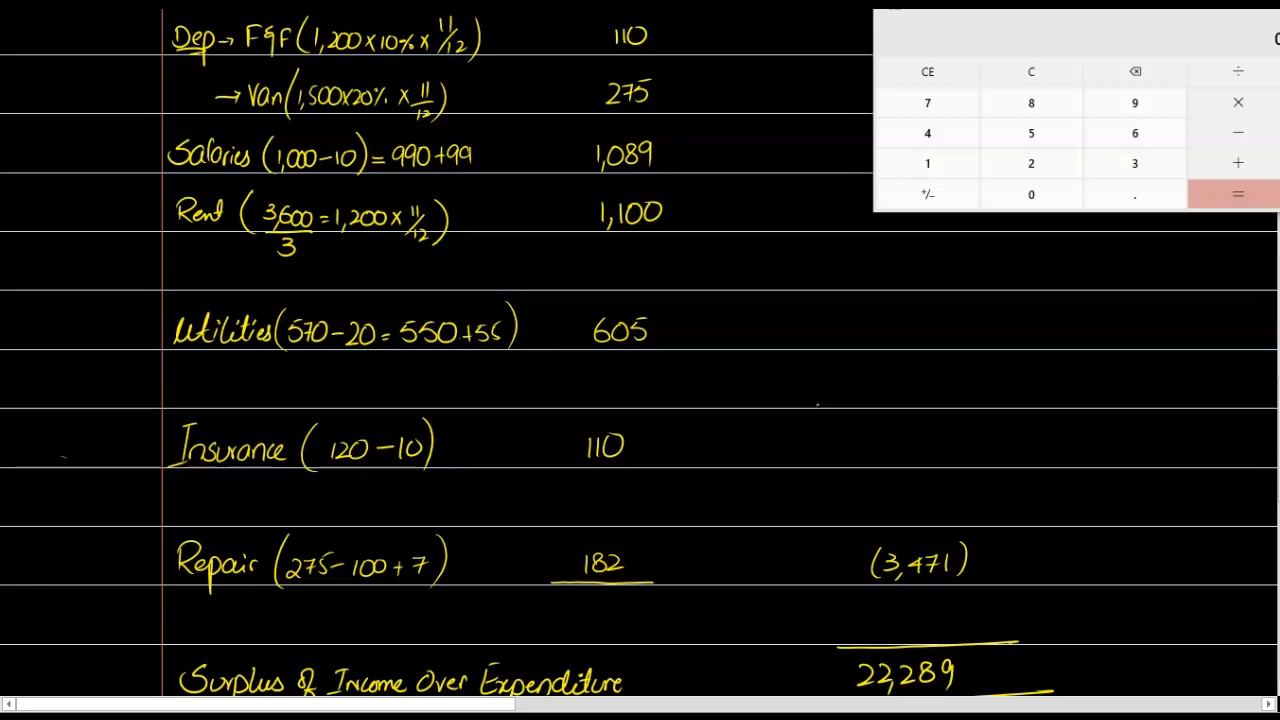 Dep → F&F (1,200×10%×11/12) 110
→ Van (1,500×20%×11/12) 275
Salaries (1,000-10) = 990+99 1,089
Rent (3,600/3 = 1,200×11/12) 1,100
Utilities (570-20 = 550+55) 605
Insurance (120-10) 110
Repair (275-100+7) 182 (3,471)
Surplus of Income Over Expenditure 22,289
CE C ÷
7 8 9 ×
4 5 6 −
1 2 3 +
+/- 0 . =